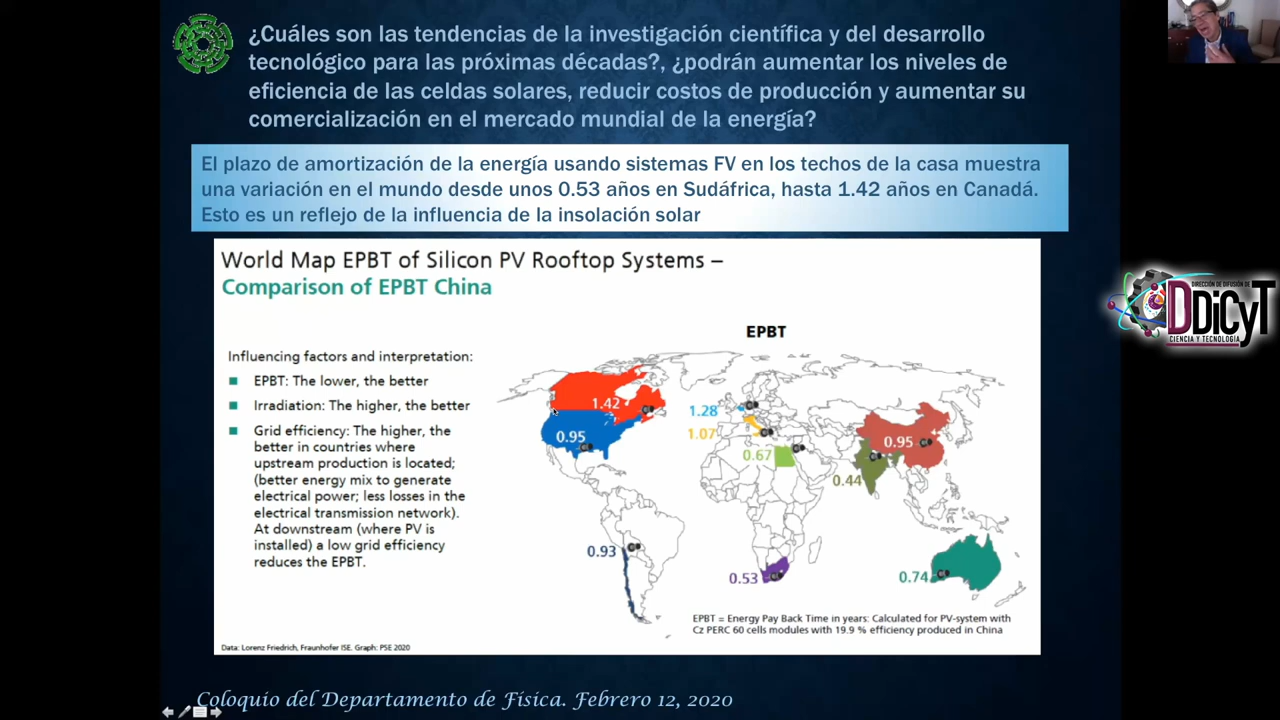 ¿Cuáles son las tendencias de la investigación científica y del desarrollo
tecnológico para las próximas décadas?, ¿podrán aumentar los niveles de
eficiencia de las celdas solares, reducir costos de producción y aumentar su
comercialización en el mercado mundial de la energía?
El plazo de amortización de la energía usando sistemas FV en los techos de la casa muestra
una variación en el mundo desde unos 0.53 años en Sudáfrica, hasta 1.42 años en Canadá.
Esto es un reflejo de la influencia de la insolación solar
World Map EPBT of Silicon PV Rooftop Systems –
Comparison of EPBT China
EPBT
Influencing factors and interpretation:
EPBT: The lower, the better
Irradiation: The higher, the better
Grid efficiency: The higher, the
better in countries where
upstream production is located;
(better energy mix to generate
electrical power; less losses in the
electrical transmission network).
At downstream (where PV is
installed) a low grid efficiency
reduces the EPBT.
1.42
0.95
1.28
1.07
0.67
0.95
0.44
0.93
0.53
0.74
EPBT = Energy Pay Back Time in years: Calculated for PV-system with
Cz PERC 60 cells modules with 19.9 % efficiency produced in China
Data: Lorenz Friedrich, Fraunhofer ISE. Graph: PSE 2020
Coloquio del Departamento de Física. Febrero 12, 2020
DIRECCIÓN DE DIFUSIÓN DE
DDiCyT
CIENCIA Y TECNOLOGÍA